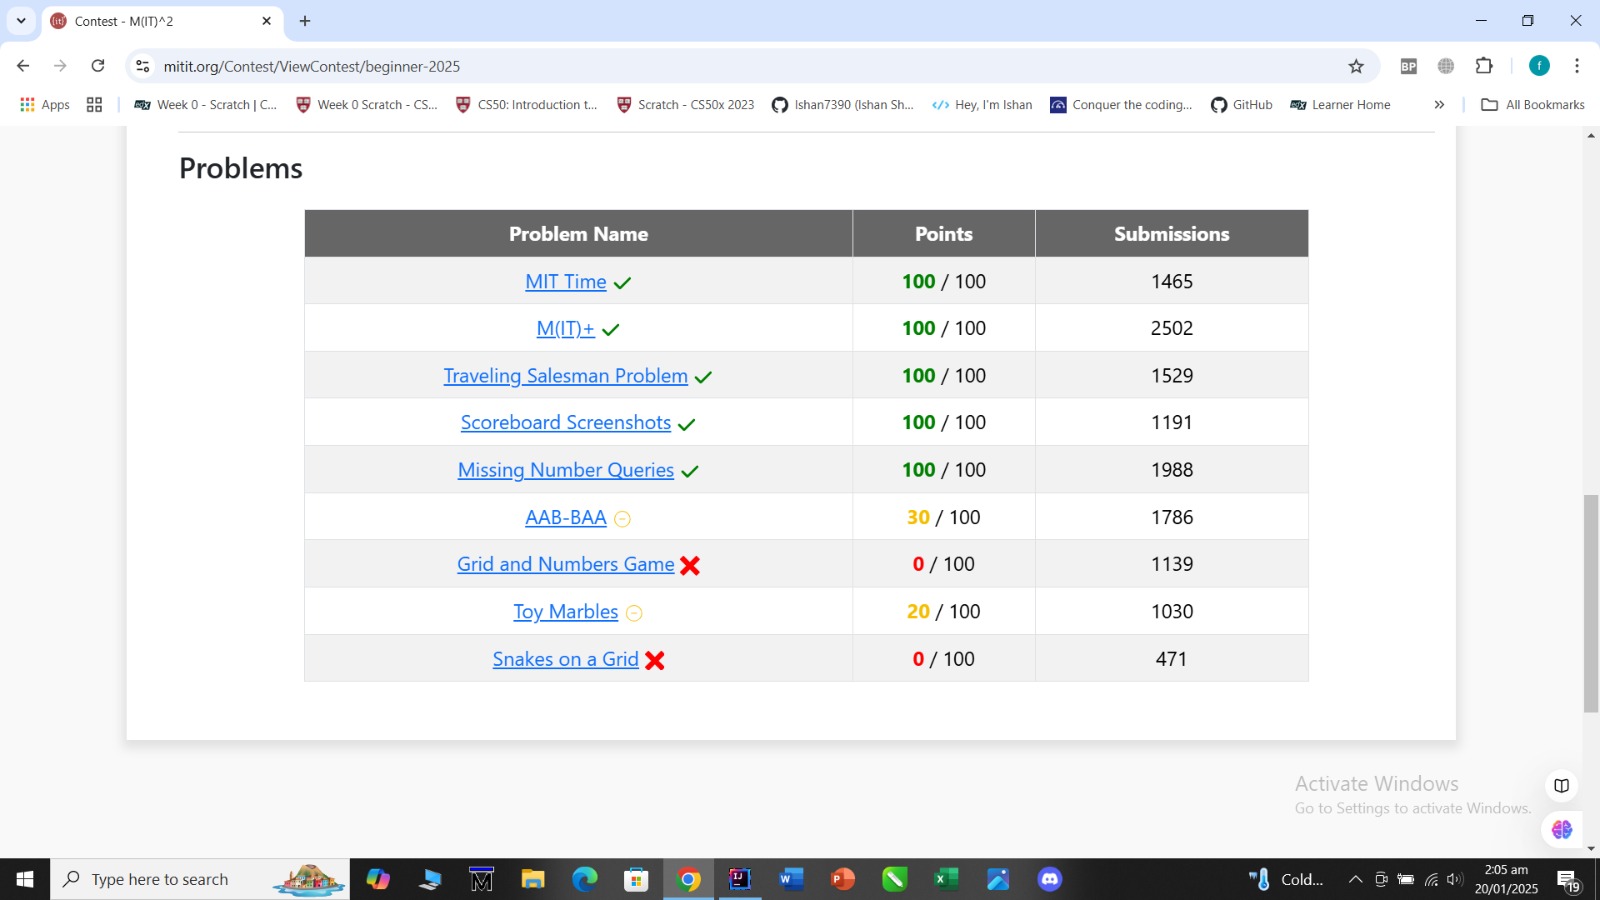 Contest - M(IT)^2
mitit.org/Contest/ViewContest/beginner-2025
BP
f
Apps
Week 0 - Scratch | C...
Week 0 Scratch - CS...
CS50: Introduction t...
Scratch - CS50x 2023
Ishan7390 (Ishan Sh...
Hey, I'm Ishan
Conquer the coding...
GitHub
Learner Home
All Bookmarks
Problems
Problem Name Points Submissions
MIT Time 100 / 100 1465
M(IT)+ 100 / 100 2502
Traveling Salesman Problem 100 / 100 1529
Scoreboard Screenshots 100 / 100 1191
Missing Number Queries 100 / 100 1988
AAB-BAA 30 / 100 1786
Grid and Numbers Game 0 / 100 1139
Toy Marbles 20 / 100 1030
Snakes on a Grid 0 / 100 471
Activate Windows
Go to Settings to activate Windows.
Type here to search
Cold...
2:05 am
20/01/2025
19